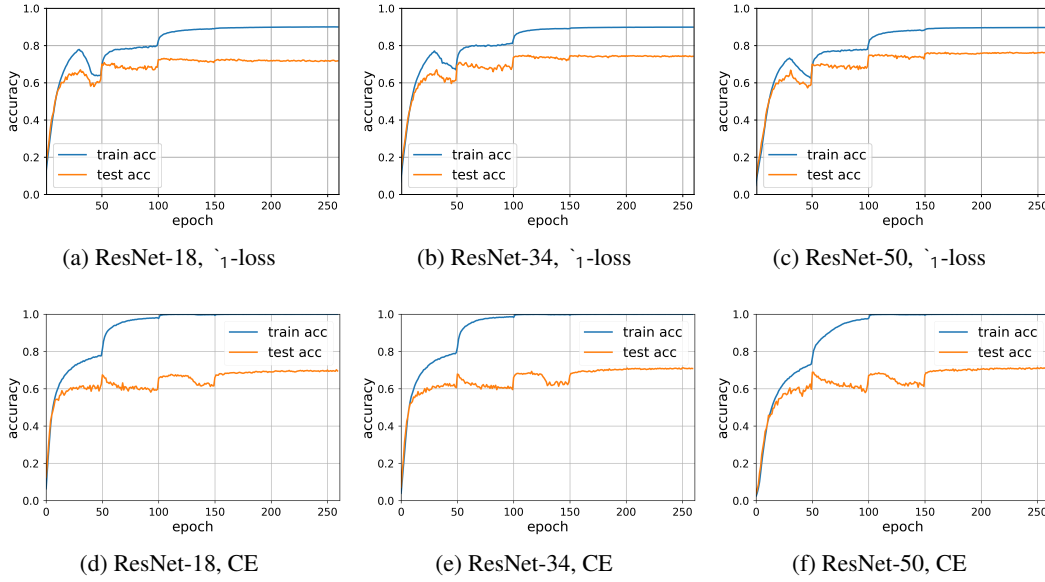 1.0
0.8
0.6
0.4
0.2
0.0
accuracy
train acc
test acc
50 100 150 200 250
epoch
(a) ResNet-18, `1-loss
1.0
0.8
0.6
0.4
0.2
0.0
accuracy
train acc
test acc
50 100 150 200 250
epoch
(b) ResNet-34, `1-loss
1.0
0.8
0.6
0.4
0.2
0.0
accuracy
train acc
test acc
50 100 150 200 250
epoch
(c) ResNet-50, `1-loss
1.0
0.8
0.6
0.4
0.2
0.0
accuracy
train acc
test acc
0 50 100 150 200 250
epoch
(d) ResNet-18, CE
1.0
0.8
0.6
0.4
0.2
0.0
accuracy
train acc
test acc
0 50 100 150 200 250
epoch
(e) ResNet-34, CE
1.0
0.8
0.6
0.4
0.2
0.0
accuracy
train acc
test acc
0 50 100 150 200 250
epoch
(f) ResNet-50, CE